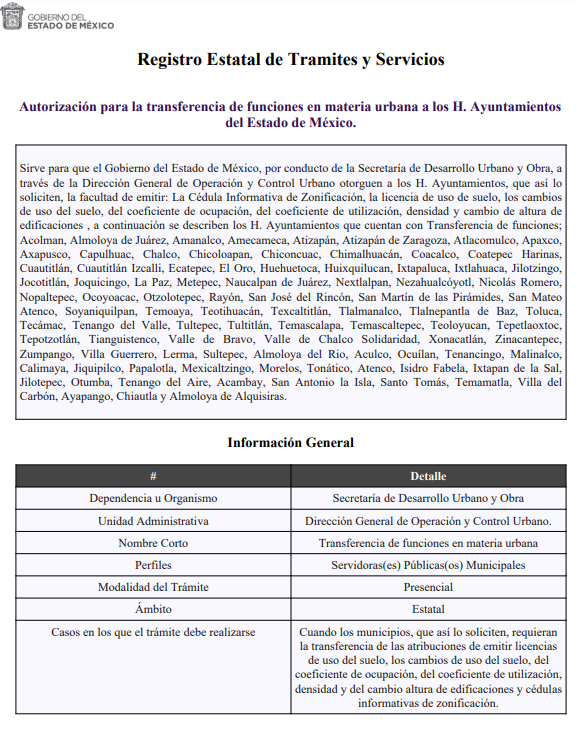 GOBIERNO DEL
ESTADO DE MÉXICO
Registro Estatal de Tramites y Servicios
Autorización para la transferencia de funciones en materia urbana a los H. Ayuntamientos
del Estado de México.
Sirve para que el Gobierno del Estado de México, por conducto de la Secretaría de Desarrollo Urbano y Obra, a
través de la Dirección General de Operación y Control Urbano otorguen a los H. Ayuntamientos, que así lo
soliciten, la facultad de emitir: La Cédula Informativa de Zonificación, la licencia de uso de suelo, los cambios
de uso del suelo, del coeficiente de ocupación, del coeficiente de utilización, densidad y cambio de altura de
edificaciones , a continuación se describen los H. Ayuntamientos que cuentan con Transferencia de funciones;
Acolman, Almoloya de Juárez, Amanalco, Amecameca, Atizapán, Atizapán de Zaragoza, Atlacomulco, Apaxco,
Axapusco, Capulhuac, Chalco, Chicoloapan, Chiconcuac, Chimalhuacán, Coacalco, Coatepec Harinas,
Cuautitlán, Cuautitlán Izcalli, Ecatepec, El Oro, Huehuetoca, Huixquilucan, Ixtapaluca, Ixtlahuaca, Jilotzingo,
Jocotitlán, Joquicingo, La Paz, Metepec, Naucalpan de Juárez, Nextlalpan, Nezahualcóyotl, Nicolás Romero,
Nopaltepec, Ocoyoacac, Otzolotepec, Rayón, San José del Rincón, San Martín de las Pirámides, San Mateo
Atenco, Soyaniquilpan, Temoaya, Teotihuacán, Texcaltitlán, Tlalmanalco, Tlalnepantla de Baz, Toluca,
Tecámac, Tenango del Valle, Tultepec, Tultitlán, Temascalapa, Temascaltepec, Teoloyucan, Tepetlaoxtoc,
Tepotzotlán, Tianguistenco, Valle de Bravo, Valle de Chalco Solidaridad, Xonacatlán, Zinacantepec,
Zumpango, Villa Guerrero, Lerma, Sultepec, Almoloya del Rio, Aculco, Ocuilan, Tenancingo, Malinalco,
Calimaya, Jiquipilco, Papalotla, Mexicaltzingo, Morelos, Tonático, Atenco, Isidro Fabela, Ixtapan de la Sal,
Jilotepec, Otumba, Tenango del Aire, Acambay, San Antonio la Isla, Santo Tomás, Temamatla, Villa del
Carbón, Ayapango, Chiautla y Almoloya de Alquisiras.
Información General
# Detalle
Dependencia u Organismo Secretaría de Desarrollo Urbano y Obra
Unidad Administrativa Dirección General de Operación y Control Urbano.
Nombre Corto Transferencia de funciones en materia urbana
Perfiles Servidoras(es) Públicas(os) Municipales
Modalidad del Trámite Presencial
Ámbito Estatal
Casos en los que el trámite debe realizarse Cuando los municipios, que así lo soliciten, requieran
la transferencia de las atribuciones de emitir licencias
de uso del suelo, los cambios de uso del suelo, del
coeficiente de ocupación, del coeficiente de utilización,
densidad y del cambio altura de edificaciones y cédulas
informativas de zonificación.